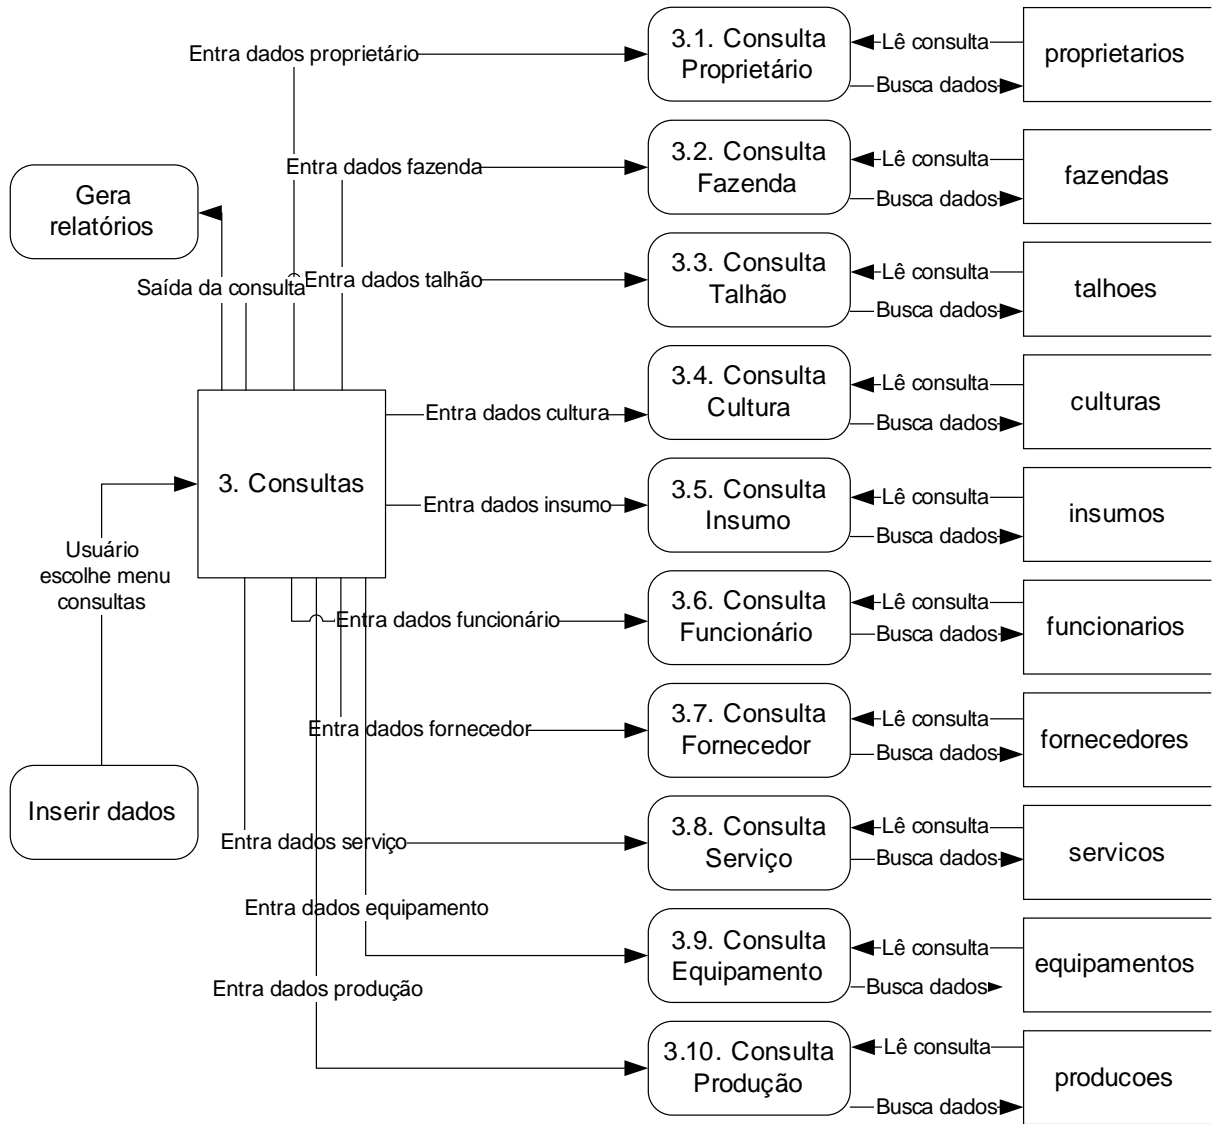 Entra dados proprietário
3.1. Consulta
Proprietário
Lê consulta
Busca dados
proprietarios
Entra dados fazenda
3.2. Consulta
Fazenda
Lê consulta
Busca dados
fazendas
Gera
relatórios
Saída da consulta
Entra dados talhão
3.3. Consulta
Talhão
Lê consulta
Busca dados
talhoes
Entra dados cultura
3.4. Consulta
Cultura
Lê consulta
Busca dados
culturas
3. Consultas
Entra dados insumo
3.5. Consulta
Insumo
Lê consulta
Busca dados
insumos
Usuário
escolhe menu
consultas
Entra dados funcionário
3.6. Consulta
Funcionário
Lê consulta
Busca dados
funcionarios
Entra dados fornecedor
3.7. Consulta
Fornecedor
Lê consulta
Busca dados
fornecedores
Inserir dados
Entra dados serviço
3.8. Consulta
Serviço
Lê consulta
Busca dados
servicos
Entra dados equipamento
3.9. Consulta
Equipamento
Lê consulta
Busca dados
equipamentos
Entra dados produção
3.10. Consulta
Produção
Lê consulta
Busca dados
producoes